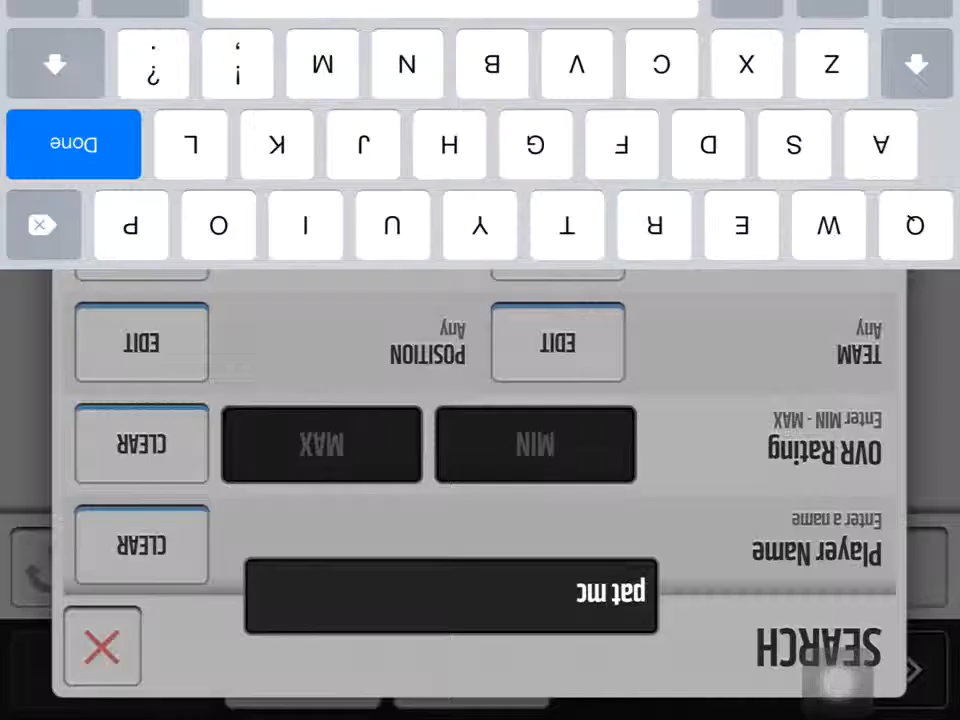 SEARCH
pat mc
Player Name
Enter a name
CLEAR
OVR Rating
Enter MIN - MAX
MIN
MAX
CLEAR
TEAM
Any
EDIT
POSITION
Any
EDIT
Q W E R T Y U I O P
A S D F G H J K L Done
Z X C V B N M ! , ? .